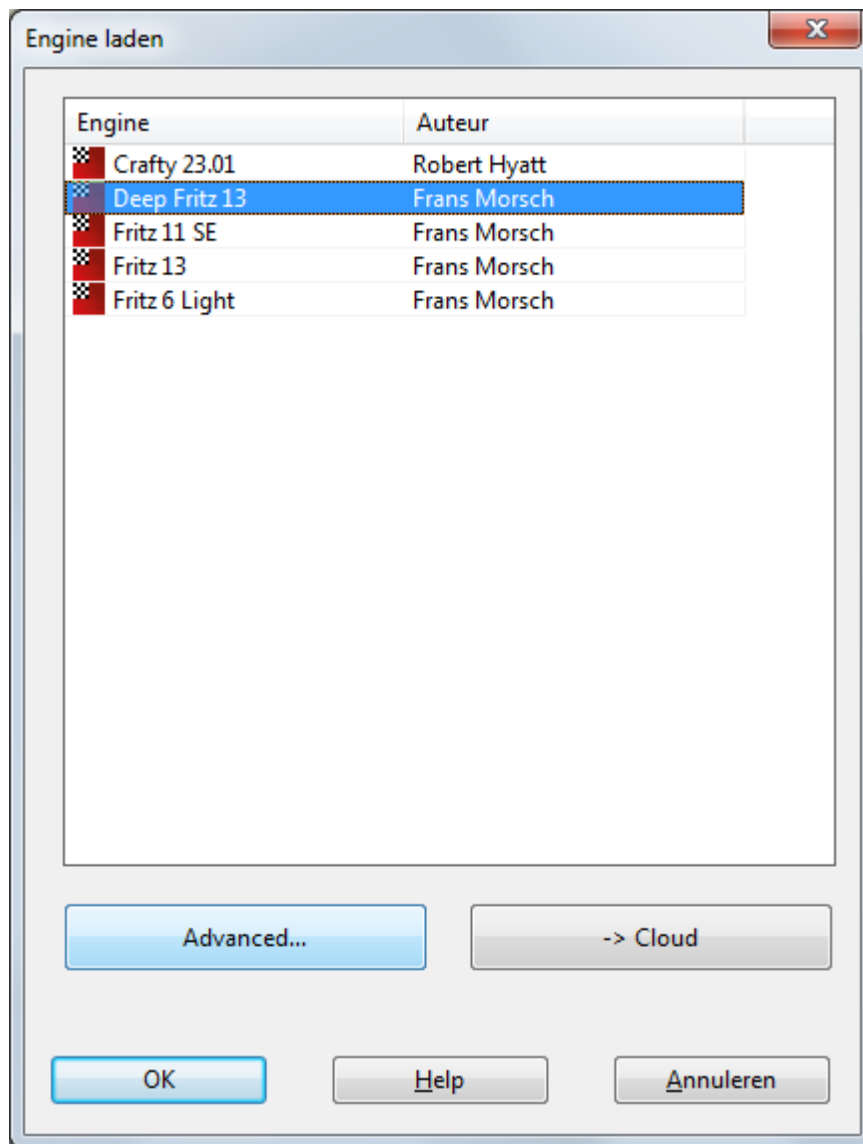 Engine laden
Engine Auteur
Crafty 23.01 Robert Hyatt
Deep Fritz 13 Frans Morsch
Fritz 11 SE Frans Morsch
Fritz 13 Frans Morsch
Fritz 6 Light Frans Morsch
Advanced... -> Cloud
OK Help Annuleren